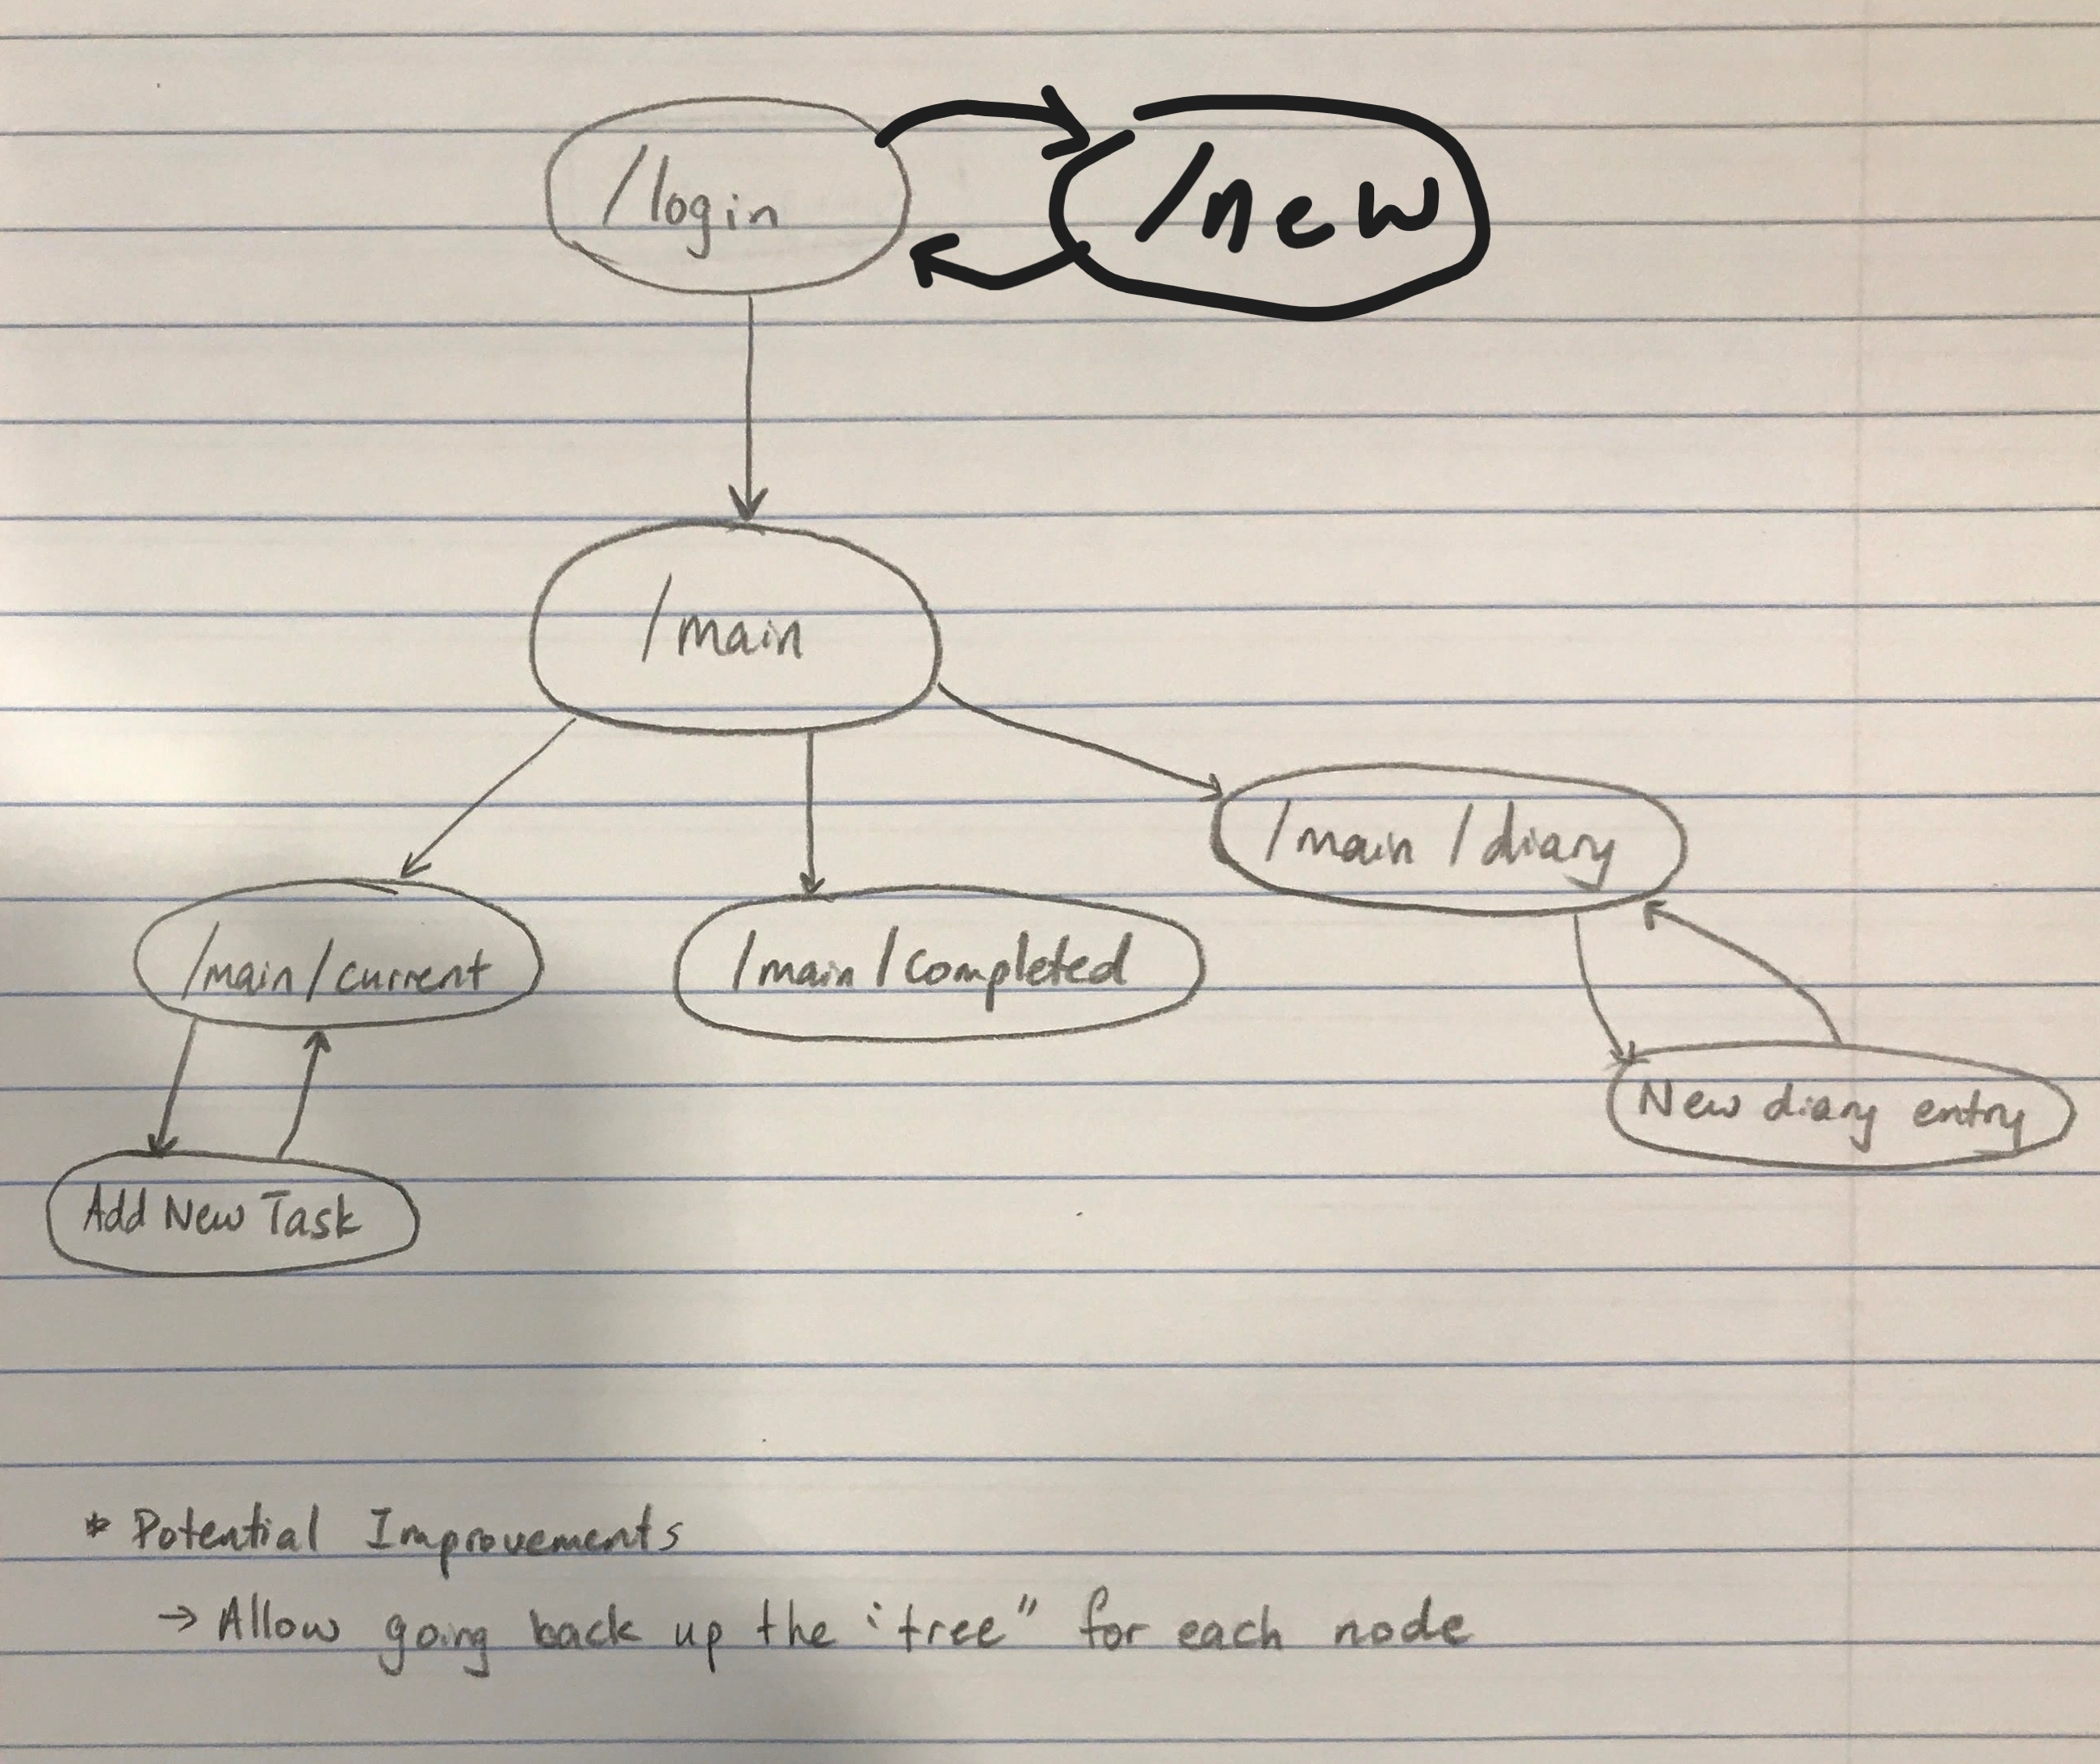 /login
/new
/main
/main/diary
/main/current
/main/completed
New diary entry
Add New Task
* Potential Improvements
→ Allow going back up the "tree" for each node